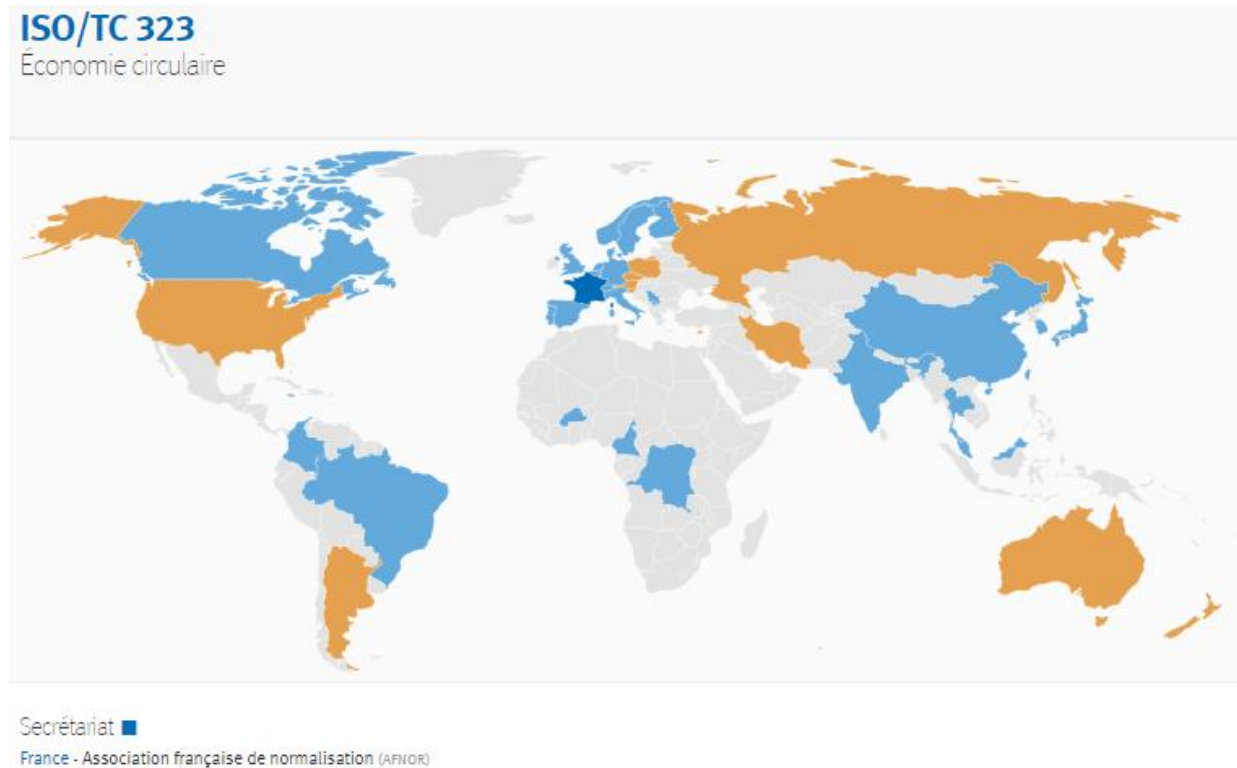 ISO/TC 323
Économie circulaire
Secrétariat
France - Association française de normalisation (AFNOR)